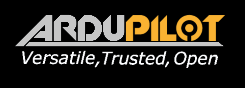 ARDUPILOT
Versatile, Trusted, Open